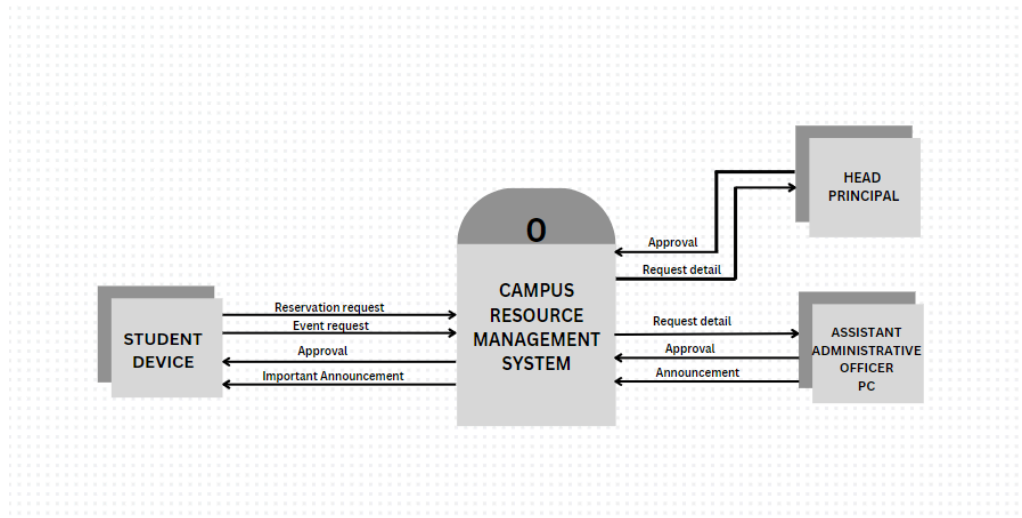 HEAD
PRINCIPAL
0
Approval
Request detail
CAMPUS
RESOURCE
MANAGEMENT
SYSTEM
Reservation request
Event request
Approval
Important Announcement
STUDENT
DEVICE
Request detail
Approval
Announcement
ASSISTANT
ADMINISTRATIVE
OFFICER
PC